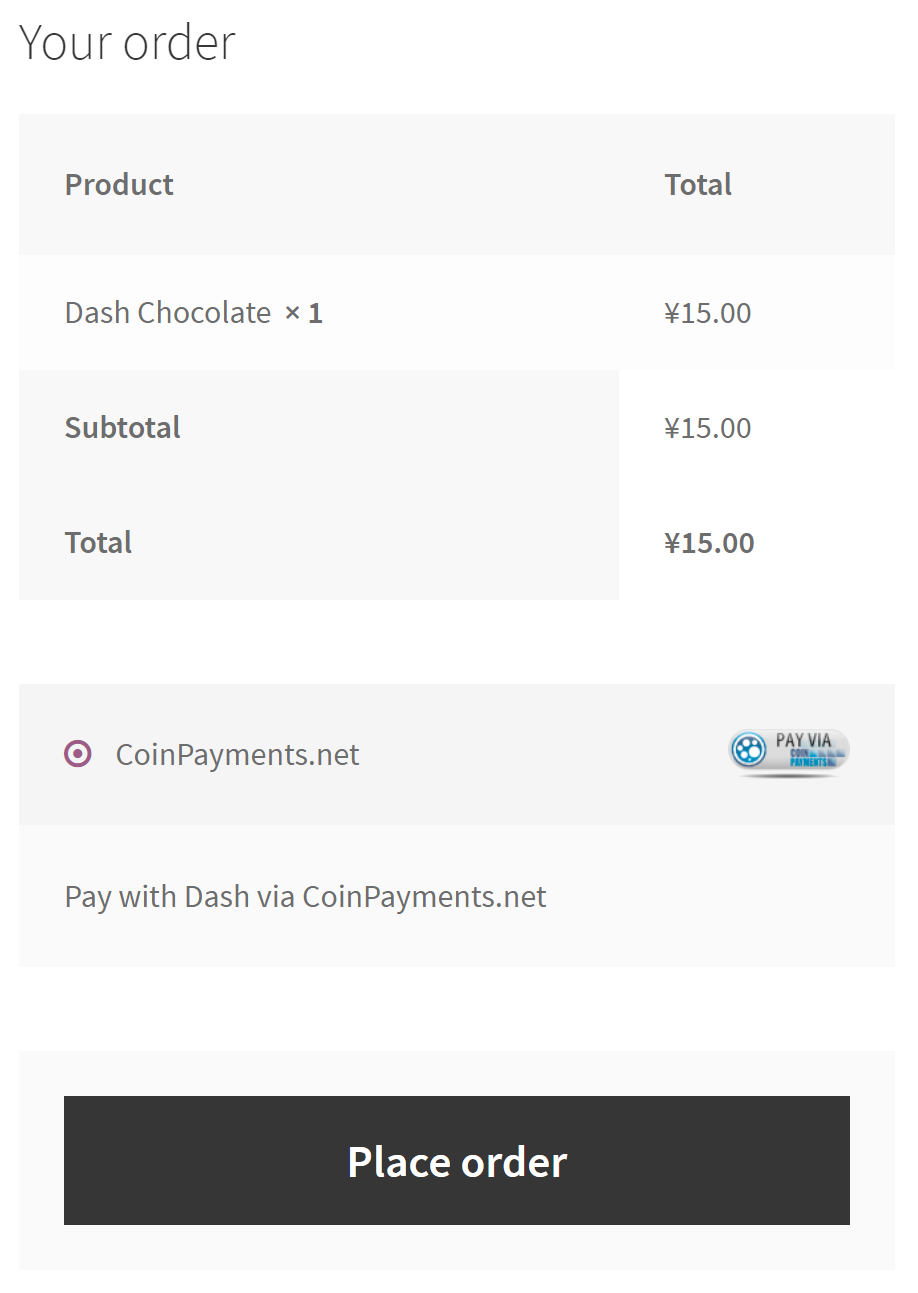 Your order
Product Total
Dash Chocolate × 1 ¥15.00
Subtotal ¥15.00
Total ¥15.00
CoinPayments.net PAY VIA
COIN
PAYMENTS
Pay with Dash via CoinPayments.net
Place order